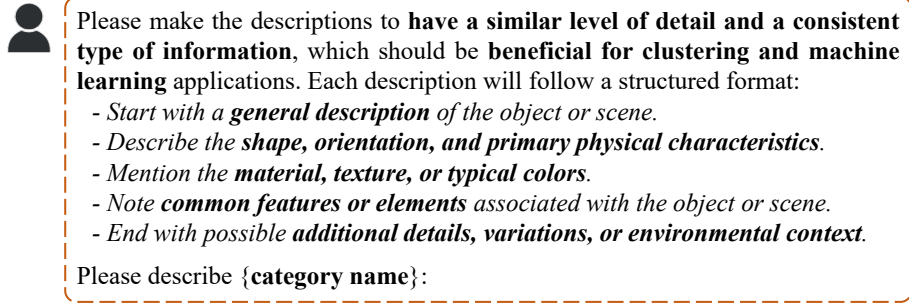 Please make the descriptions to have a similar level of detail and a consistent
type of information, which should be beneficial for clustering and machine
learning applications. Each description will follow a structured format:
- Start with a general description of the object or scene.
- Describe the shape, orientation, and primary physical characteristics.
- Mention the material, texture, or typical colors.
- Note common features or elements associated with the object or scene.
- End with possible additional details, variations, or environmental context.
Please describe {category name}: